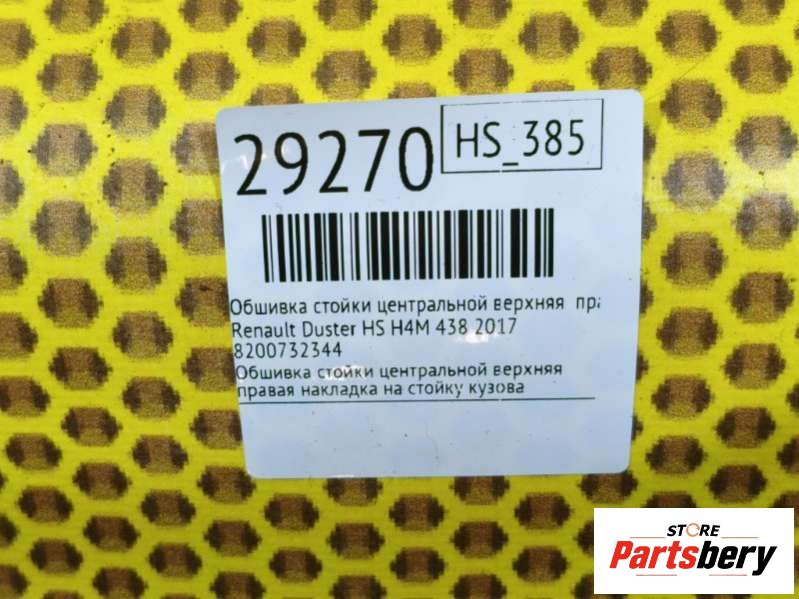 29270
HS_385
Обшивка стойки центральной верхняя пра
Renault Duster HS H4M 438 2017
8200732344
Обшивка стойки центральной верхняя
правая накладка на стойку кузова
STORE
Partsbery